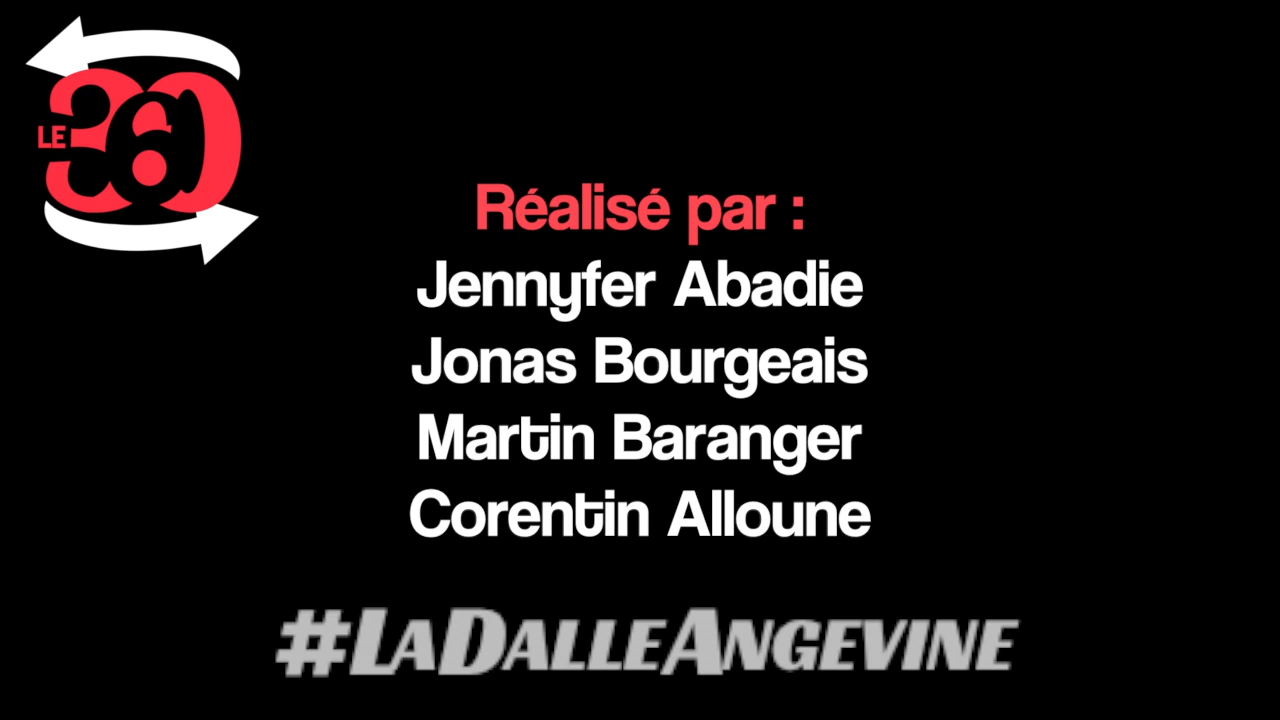 LE 360
Réalisé par :
Jennyfer Abadie
Jonas Bourgeais
Martin Baranger
Corentin Alloune
#LADALLEANGEVINE